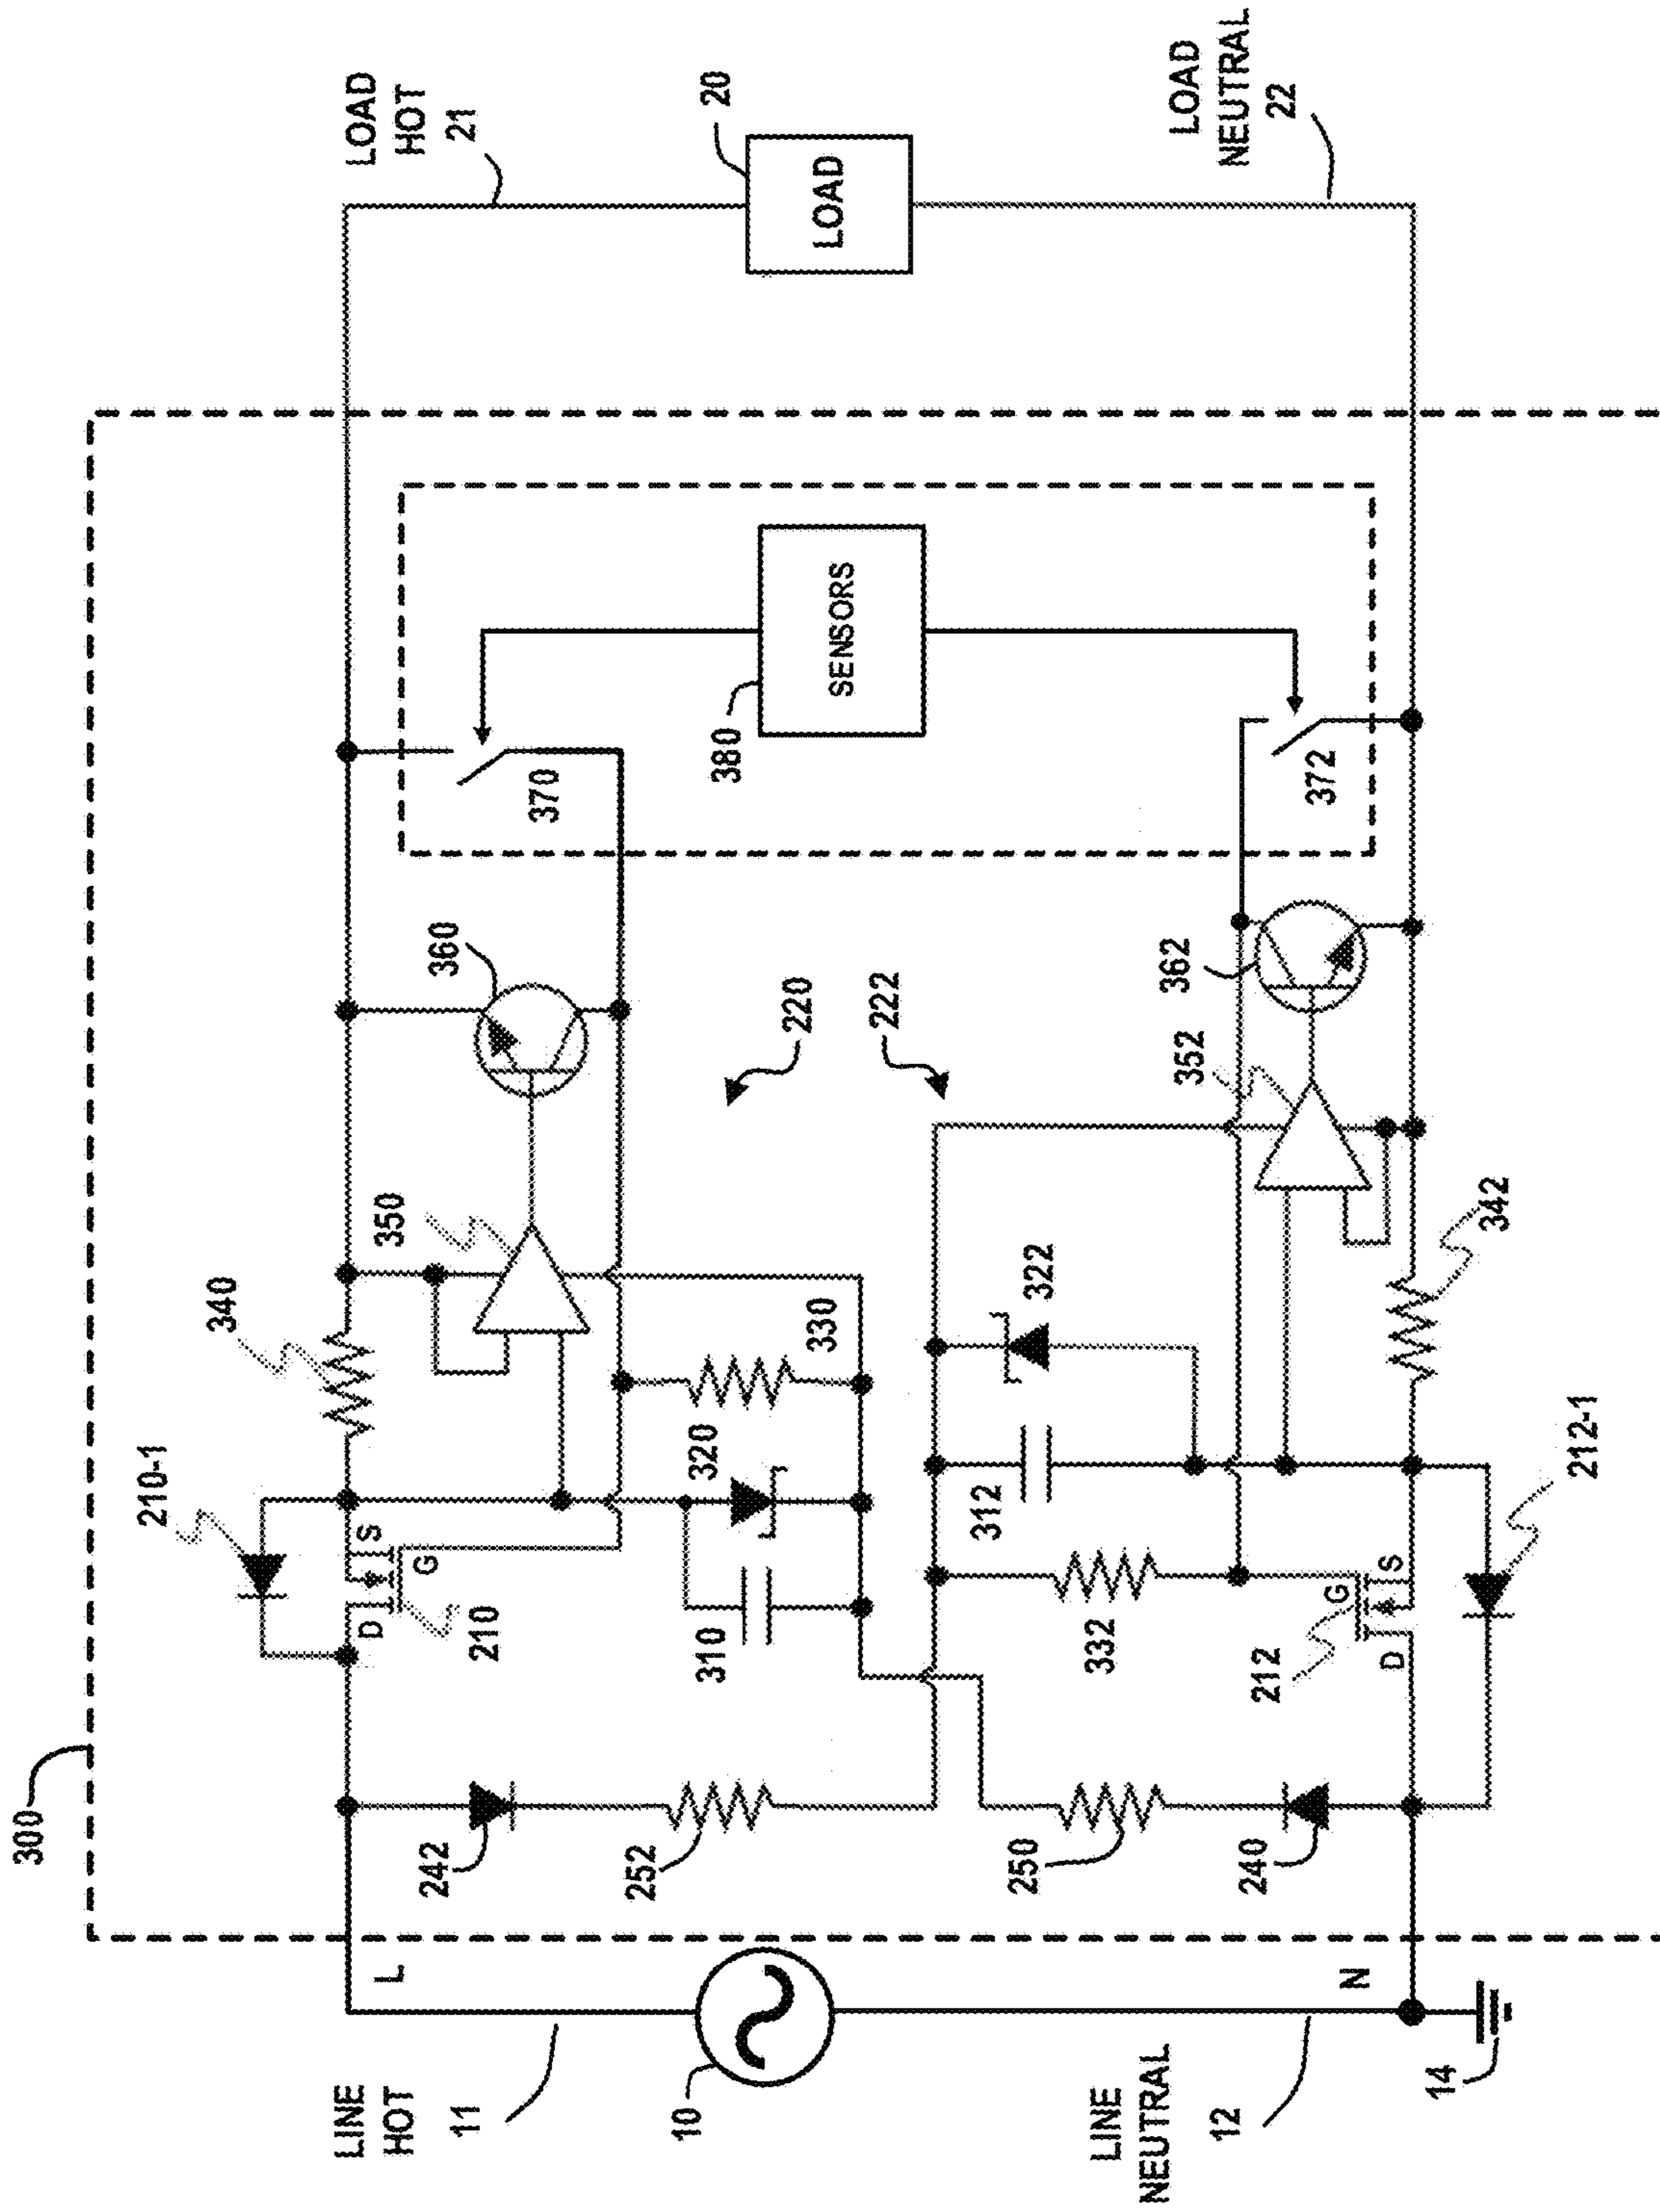 300
LINE
HOT
11
L
10
LINE
NEUTRAL
12
N
14
242
252
250
240
210-1
D
S
G
210
340
350
360
310
320
330
220
222
370
380
SENSORS
372
312
322
332
G
D
S
212
212-1
342
352
362
LOAD
HOT
21
20
LOAD
LOAD
NEUTRAL
22